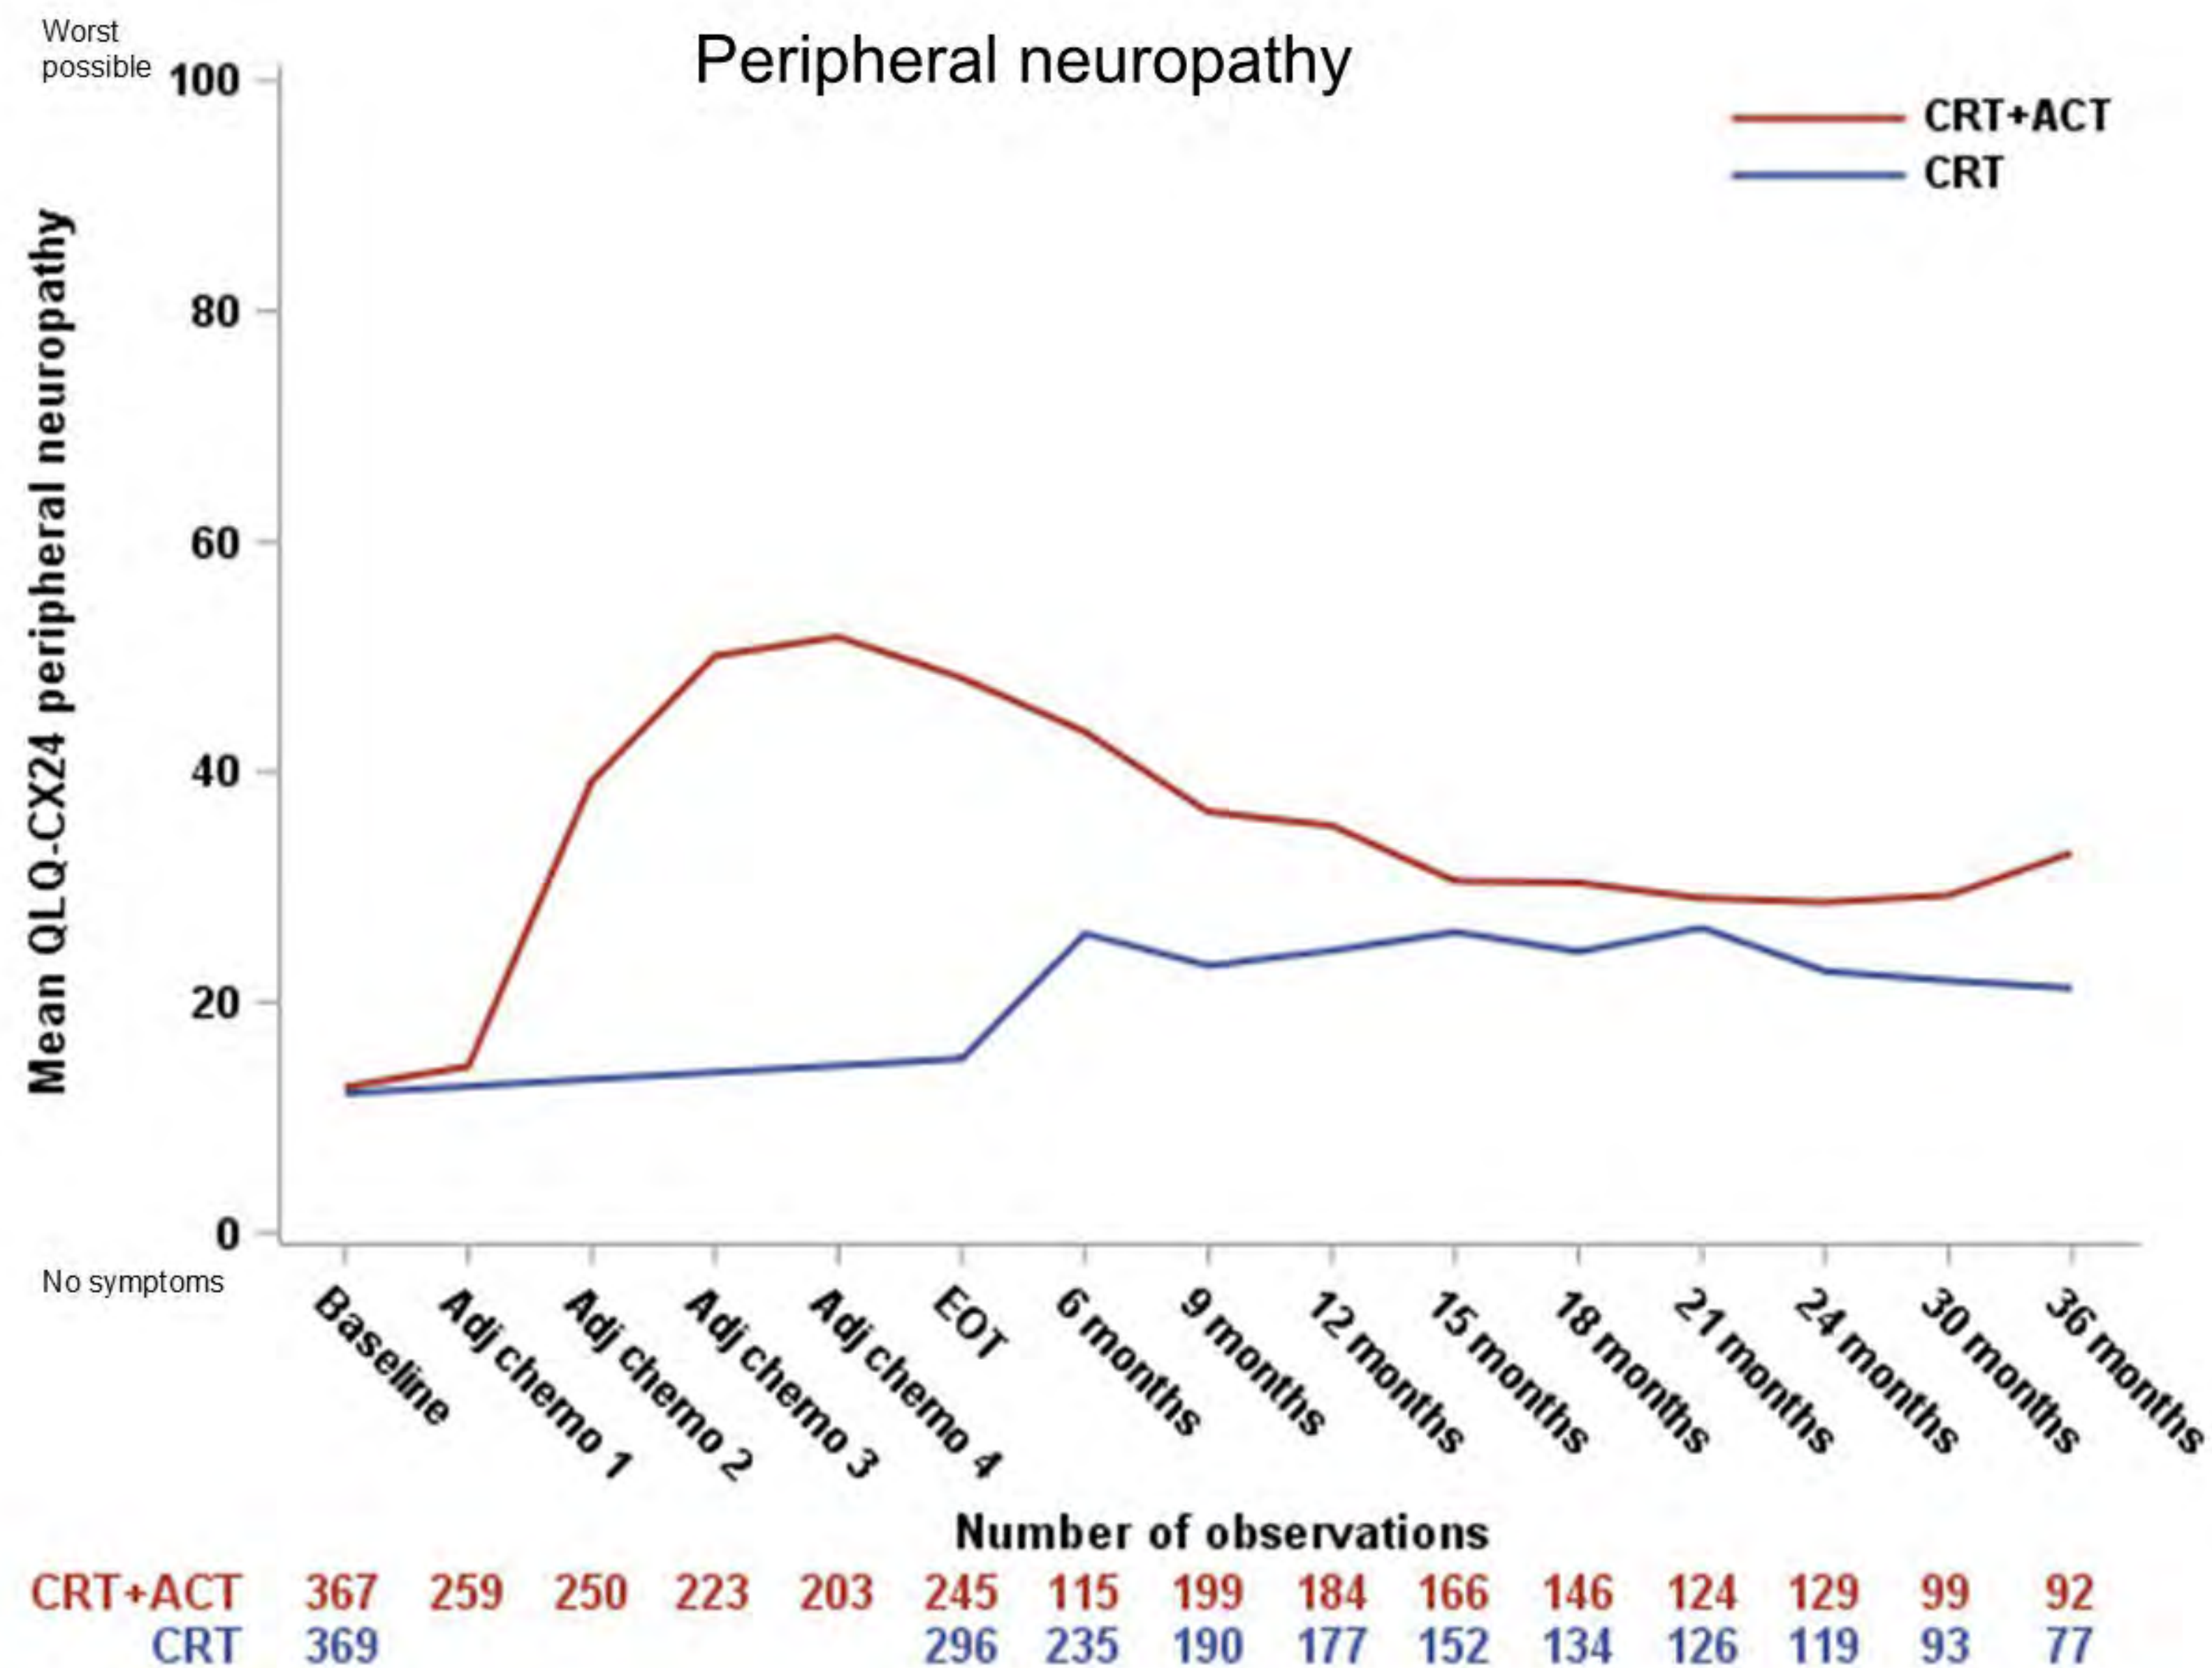 Worst
possible
Peripheral neuropathy
CRT+ACT
CRT
Mean QLQ-CX24 peripheral neuropathy
100
80
60
40
20
0
No symptoms
Baseline
Adj chemo 1
Adj chemo 2
Adj chemo 3
Adj chemo 4
EOT
6 months
9 months
12 months
15 months
18 months
21 months
24 months
30 months
36 months
Number of observations
CRT+ACT 367 259 250 223 203 245 115 199 184 166 146 124 129 99 92
CRT 369 296 235 190 177 152 134 126 119 93 77